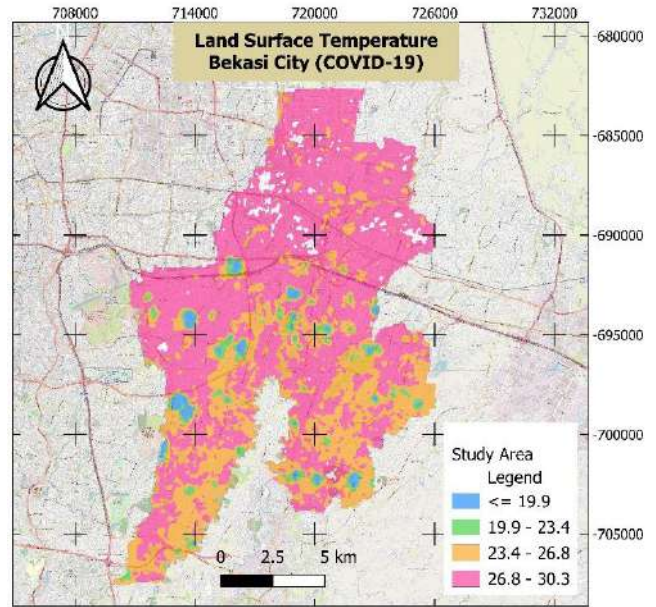 708000 714000 720000 726000 732000
Land Surface Temperature
Bekasi City (COVID-19)
-680000
-685000
-690000
-695000
-700000
-705000
Study Area
Legend
<= 19.9
19.9 - 23.4
23.4 - 26.8
26.8 - 30.3
0 2.5 5 km